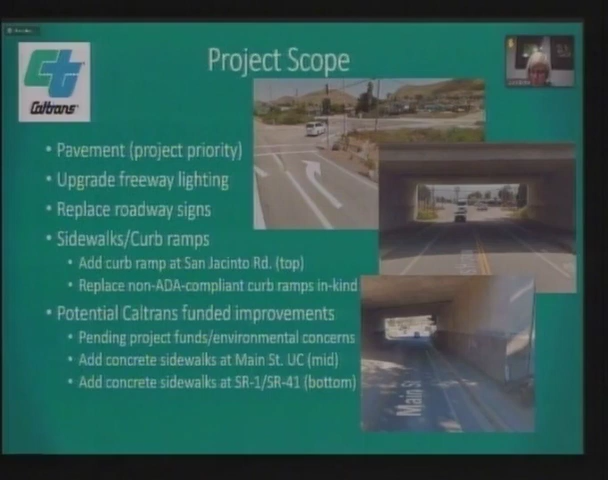 Project Scope
Caltrans
• Pavement (project priority)
• Upgrade freeway lighting
• Replace roadway signs
• Sidewalks/Curb ramps
• Add curb ramp at San Jacinto Rd. (top)
• Replace non-ADA-compliant curb ramps in-kind
• Potential Caltrans funded improvements
• Pending project funds/environmental concerns
• Add concrete sidewalks at Main St. UC (mid)
• Add concrete sidewalks at SR-1/SR-41 (bottom)
Main St